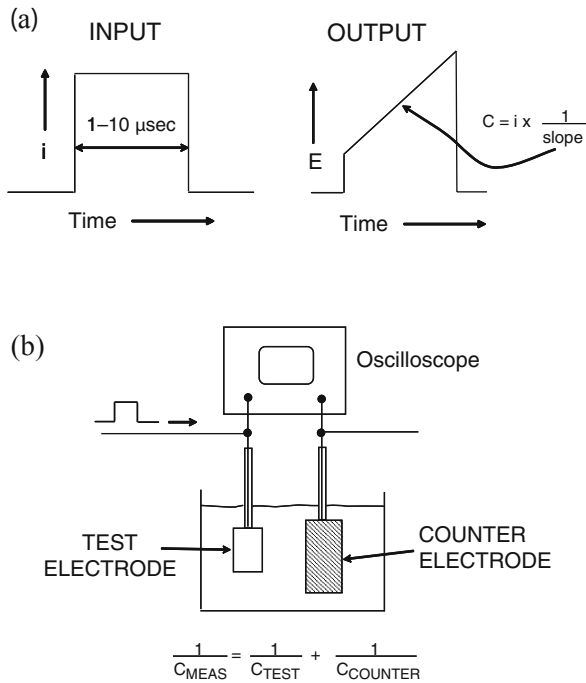 (a)
INPUT
i
1–10 μsec
Time
OUTPUT
E
C = i x 1/slope
Time
(b)
Oscilloscope
TEST
ELECTRODE
COUNTER
ELECTRODE
1/C_MEAS = 1/C_TEST + 1/C_COUNTER